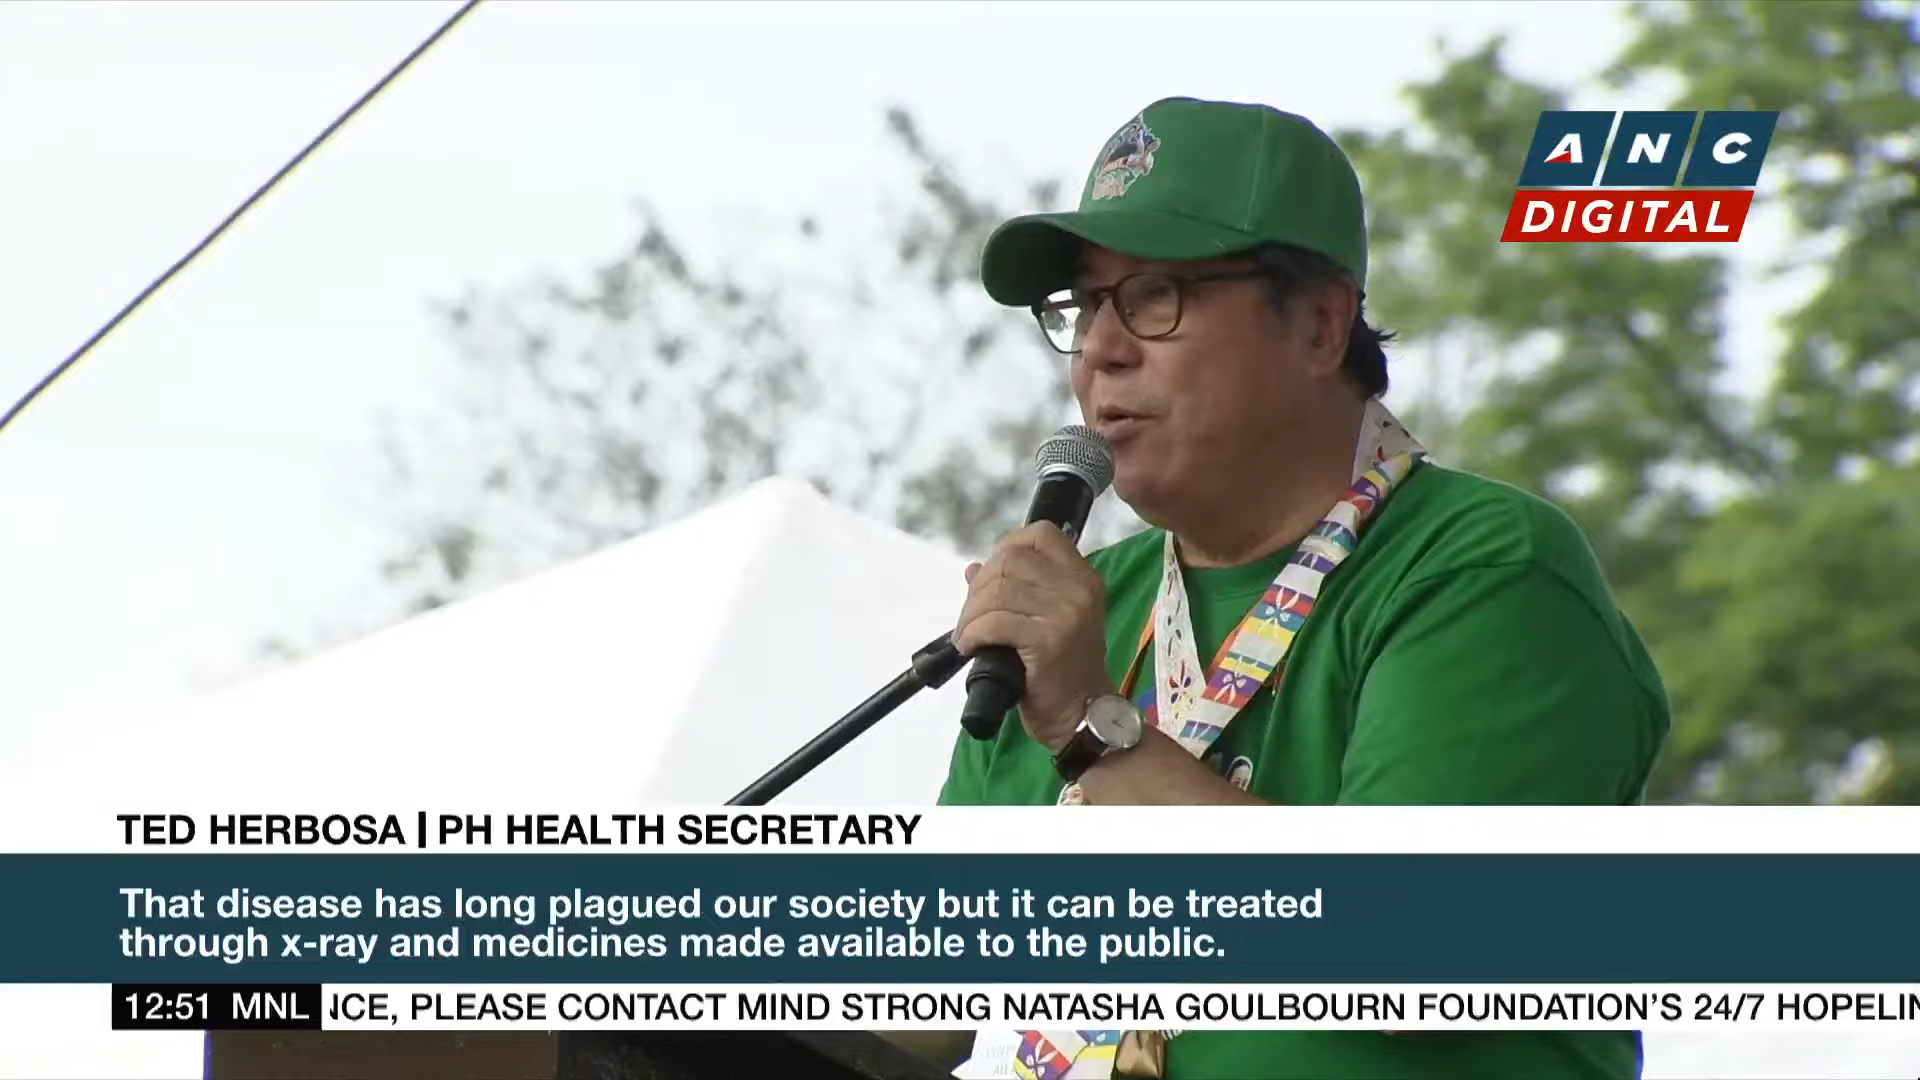 ANC
DIGITAL
TED HERBOSA | PH HEALTH SECRETARY
That disease has long plagued our society but it can be treated
through x-ray and medicines made available to the public.
12:51 MNL
PLEASE CONTACT MIND STRONG NATASHA GOULBOURN FOUNDATION'S 24/7